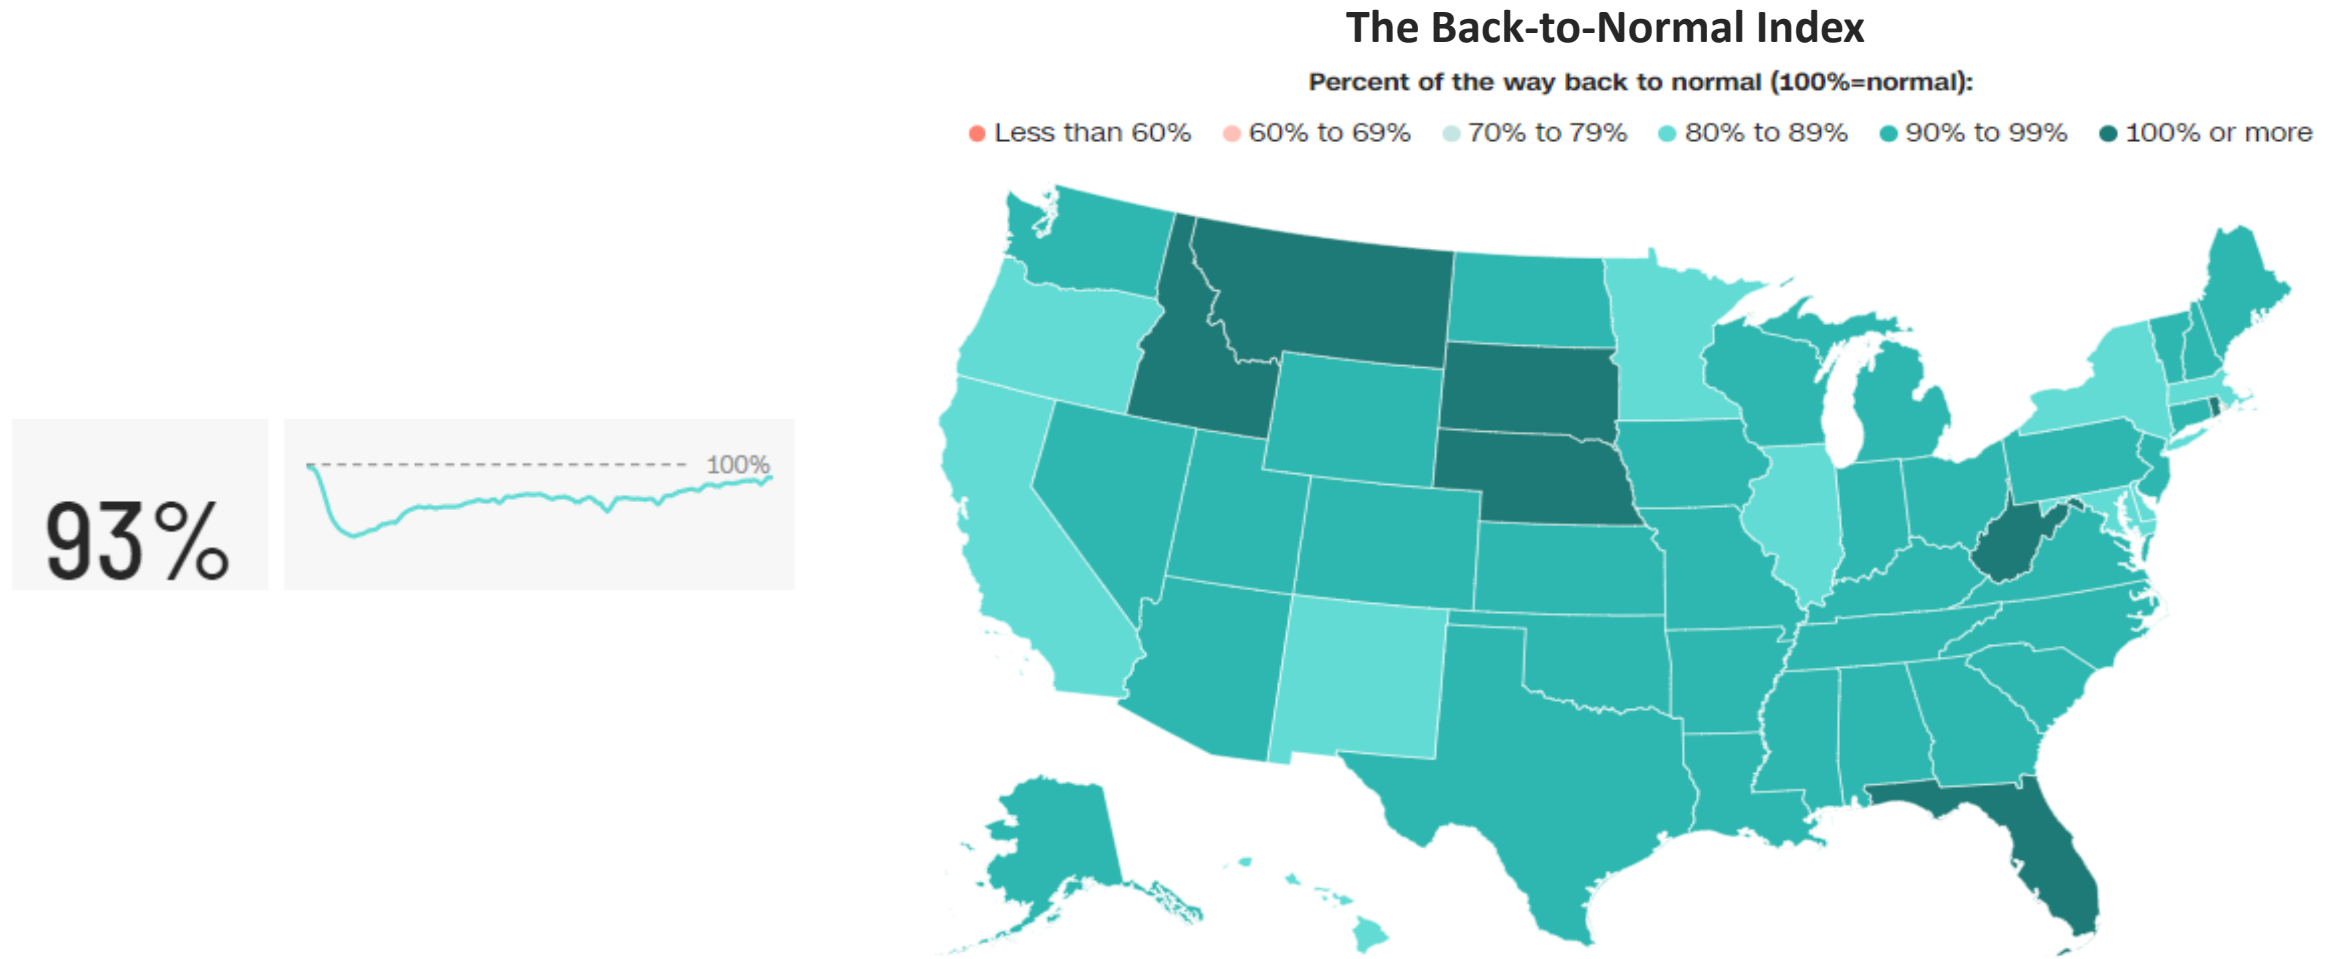 The Back-to-Normal Index
Percent of the way back to normal (100%=normal):
Less than 60% 60% to 69% 70% to 79% 80% to 89% 90% to 99% 100% or more
93%
100%